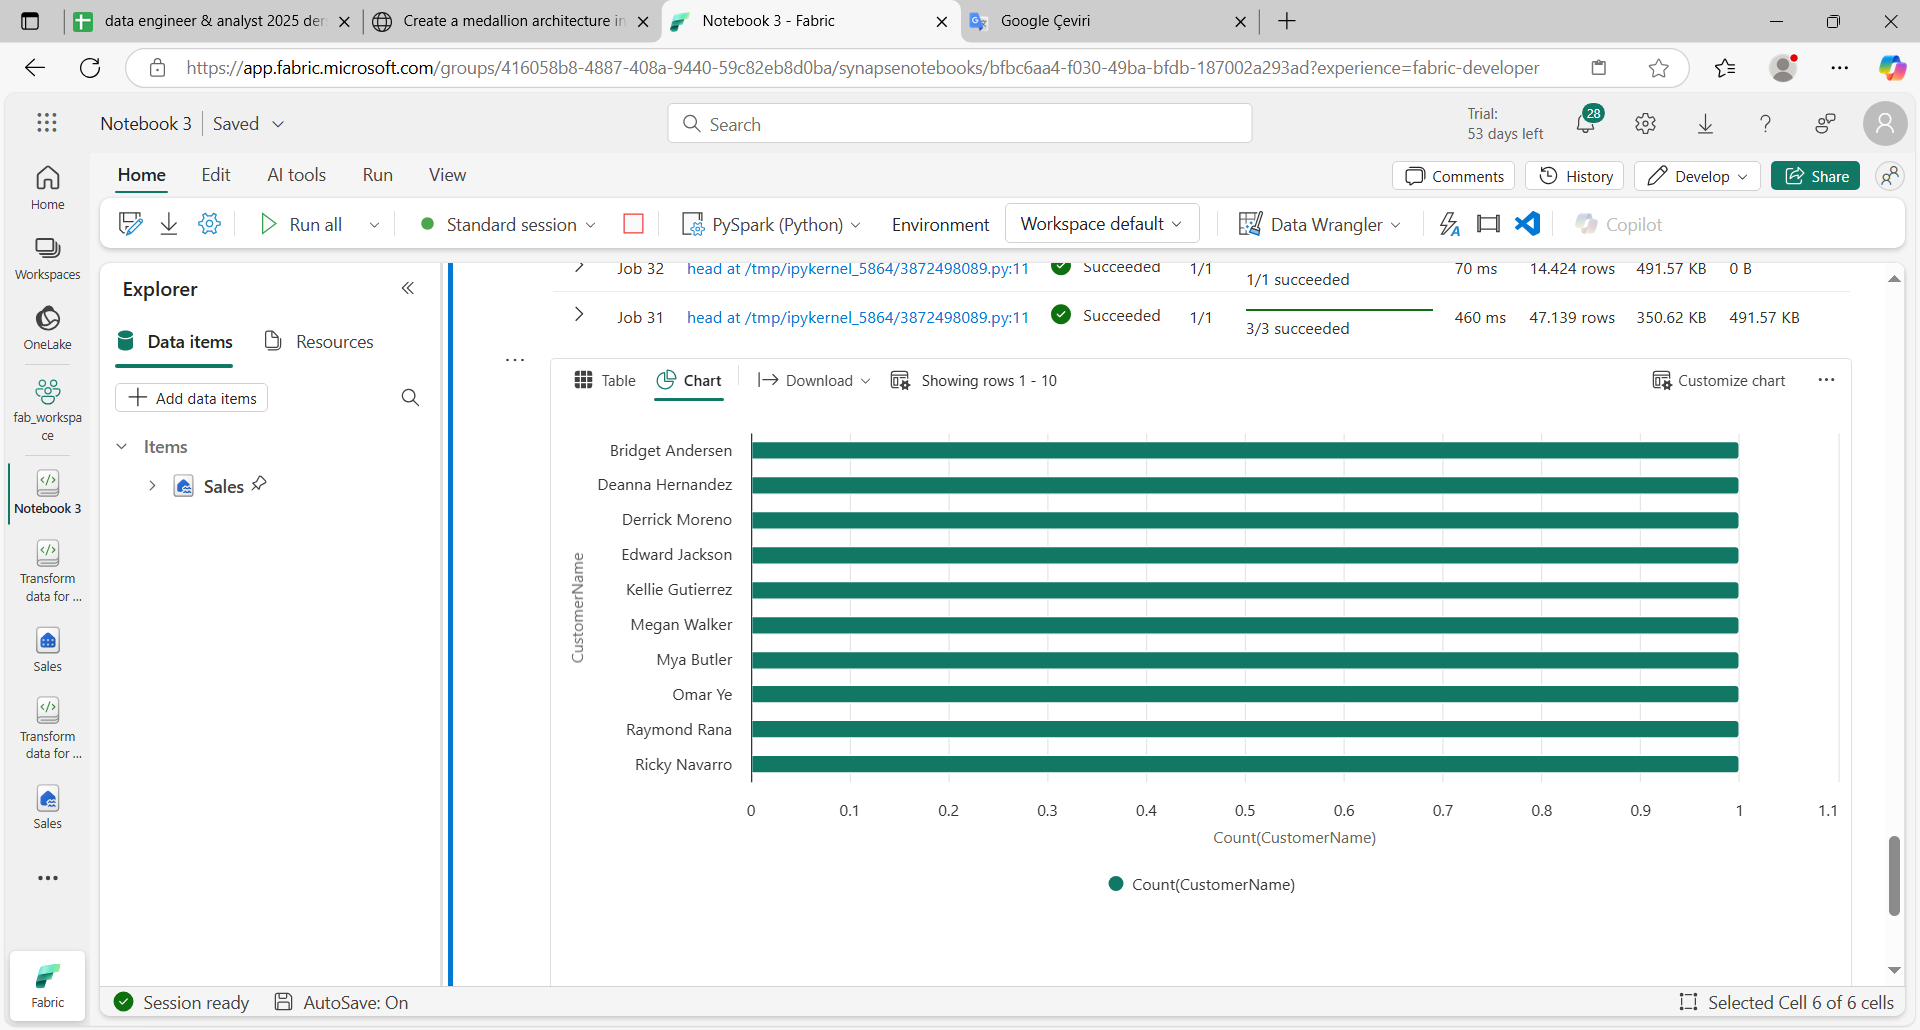 data engineer & analyst 2025 der
Create a medallion architecture in
Notebook 3 - Fabric
Google Çeviri
https://app.fabric.microsoft.com/groups/416058b8-4887-408a-9440-59c82eb8d0ba/synapsenotebooks/bfbc6aa4-f030-49ba-bfdb-187002a293ad?experience=fabric-developer
Notebook 3 Saved
Search
Trial:
53 days left
28
Home Edit AI tools Run View
Comments History Develop Share
Run all Standard session PySpark (Python) Environment Workspace default Data Wrangler Copilot
Home
Workspaces
OneLake
fab_workspa
ce
Notebook 3
Transform
data for ...
Sales
Transform
data for ...
Sales
Fabric
Explorer
Data items Resources
Add data items
Items
Sales
Job 32 head at /tmp/ipykernel_5864/3872498089.py:11 Succeeded 1/1 1/1 succeeded 70 ms 14.424 rows 491.57 KB 0 B
Job 31 head at /tmp/ipykernel_5864/3872498089.py:11 Succeeded 1/1 3/3 succeeded 460 ms 47.139 rows 350.62 KB 491.57 KB
Table Chart Download Showing rows 1 - 10 Customize chart
CustomerName
Bridget Andersen
Deanna Hernandez
Derrick Moreno
Edward Jackson
Kellie Gutierrez
Megan Walker
Mya Butler
Omar Ye
Raymond Rana
Ricky Navarro
0 0.1 0.2 0.3 0.4 0.5 0.6 0.7 0.8 0.9 1 1.1
Count(CustomerName)
Count(CustomerName)
Session ready AutoSave: On Selected Cell 6 of 6 cells